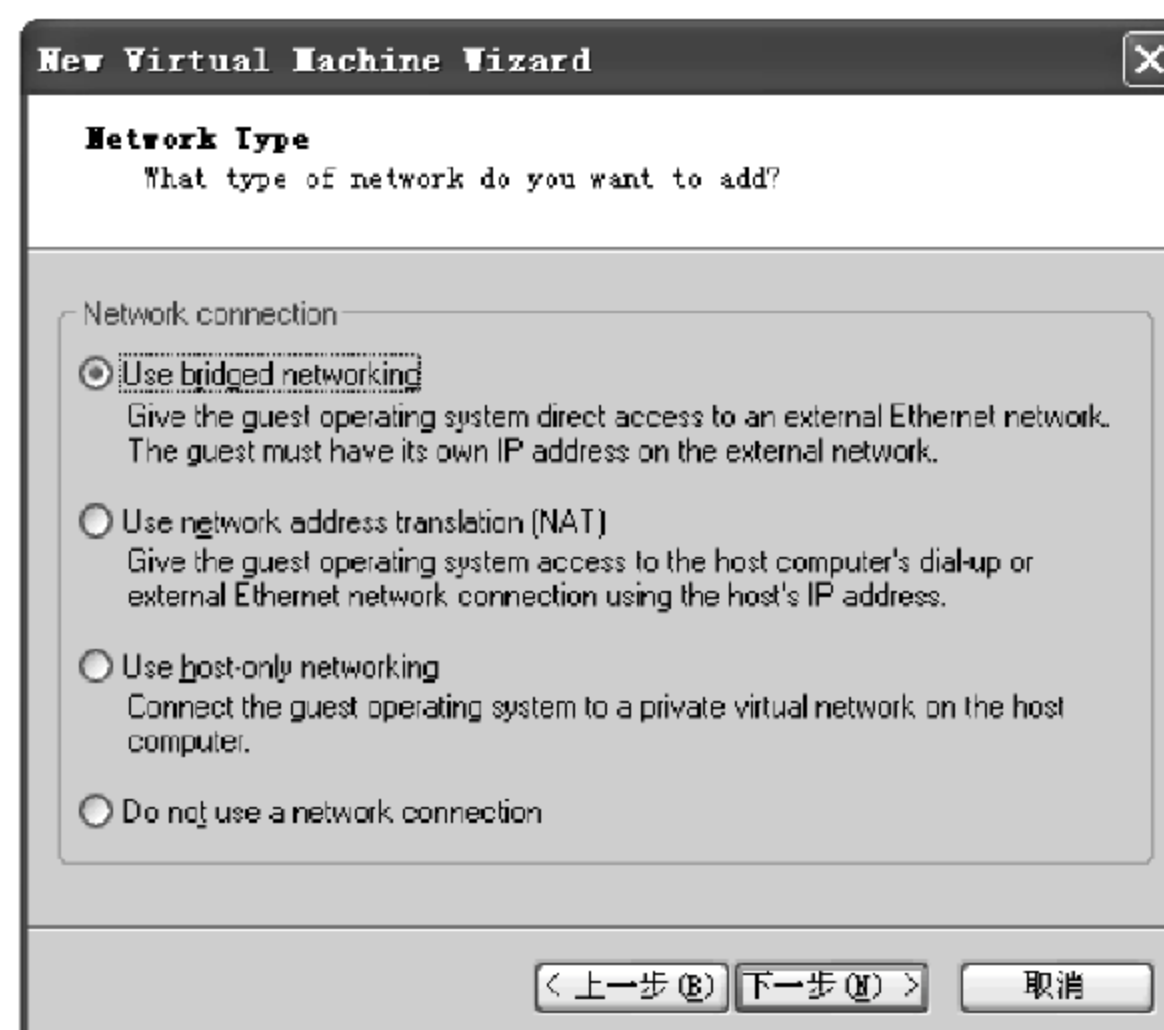 New Virtual Machine Wizard
Network Type
What type of network do you want to add?
Network connection
Use bridged networking
Give the guest operating system direct access to an external Ethernet network.
The guest must have its own IP address on the external network.
Use network address translation (NAT)
Give the guest operating system access to the host computer's dial-up or
external Ethernet network connection using the host's IP address.
Use host-only networking
Connect the guest operating system to a private virtual network on the host
computer.
Do not use a network connection
< 上一步(B) 下一步(N) > 取消